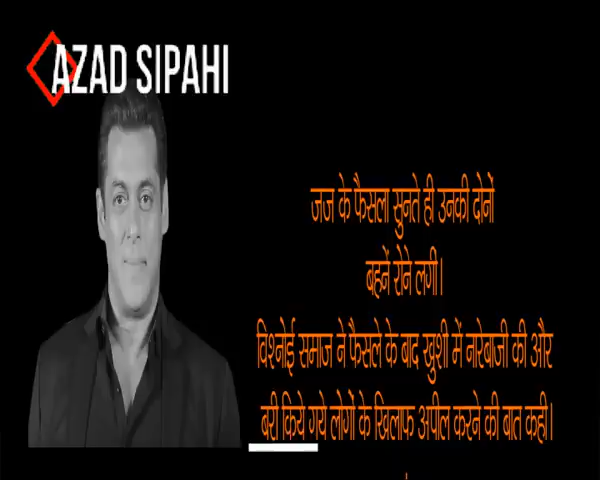 AZAD SIPAHI
जज के फैसला सुनते ही उनकी दोनों
बहनें रोने लगी।
विश्नोई समाज ने फैसले के बाद खुशी में नारेबाजी की और
बरी किये गये लोगों के खिलाफ अपील करने की बात कही।